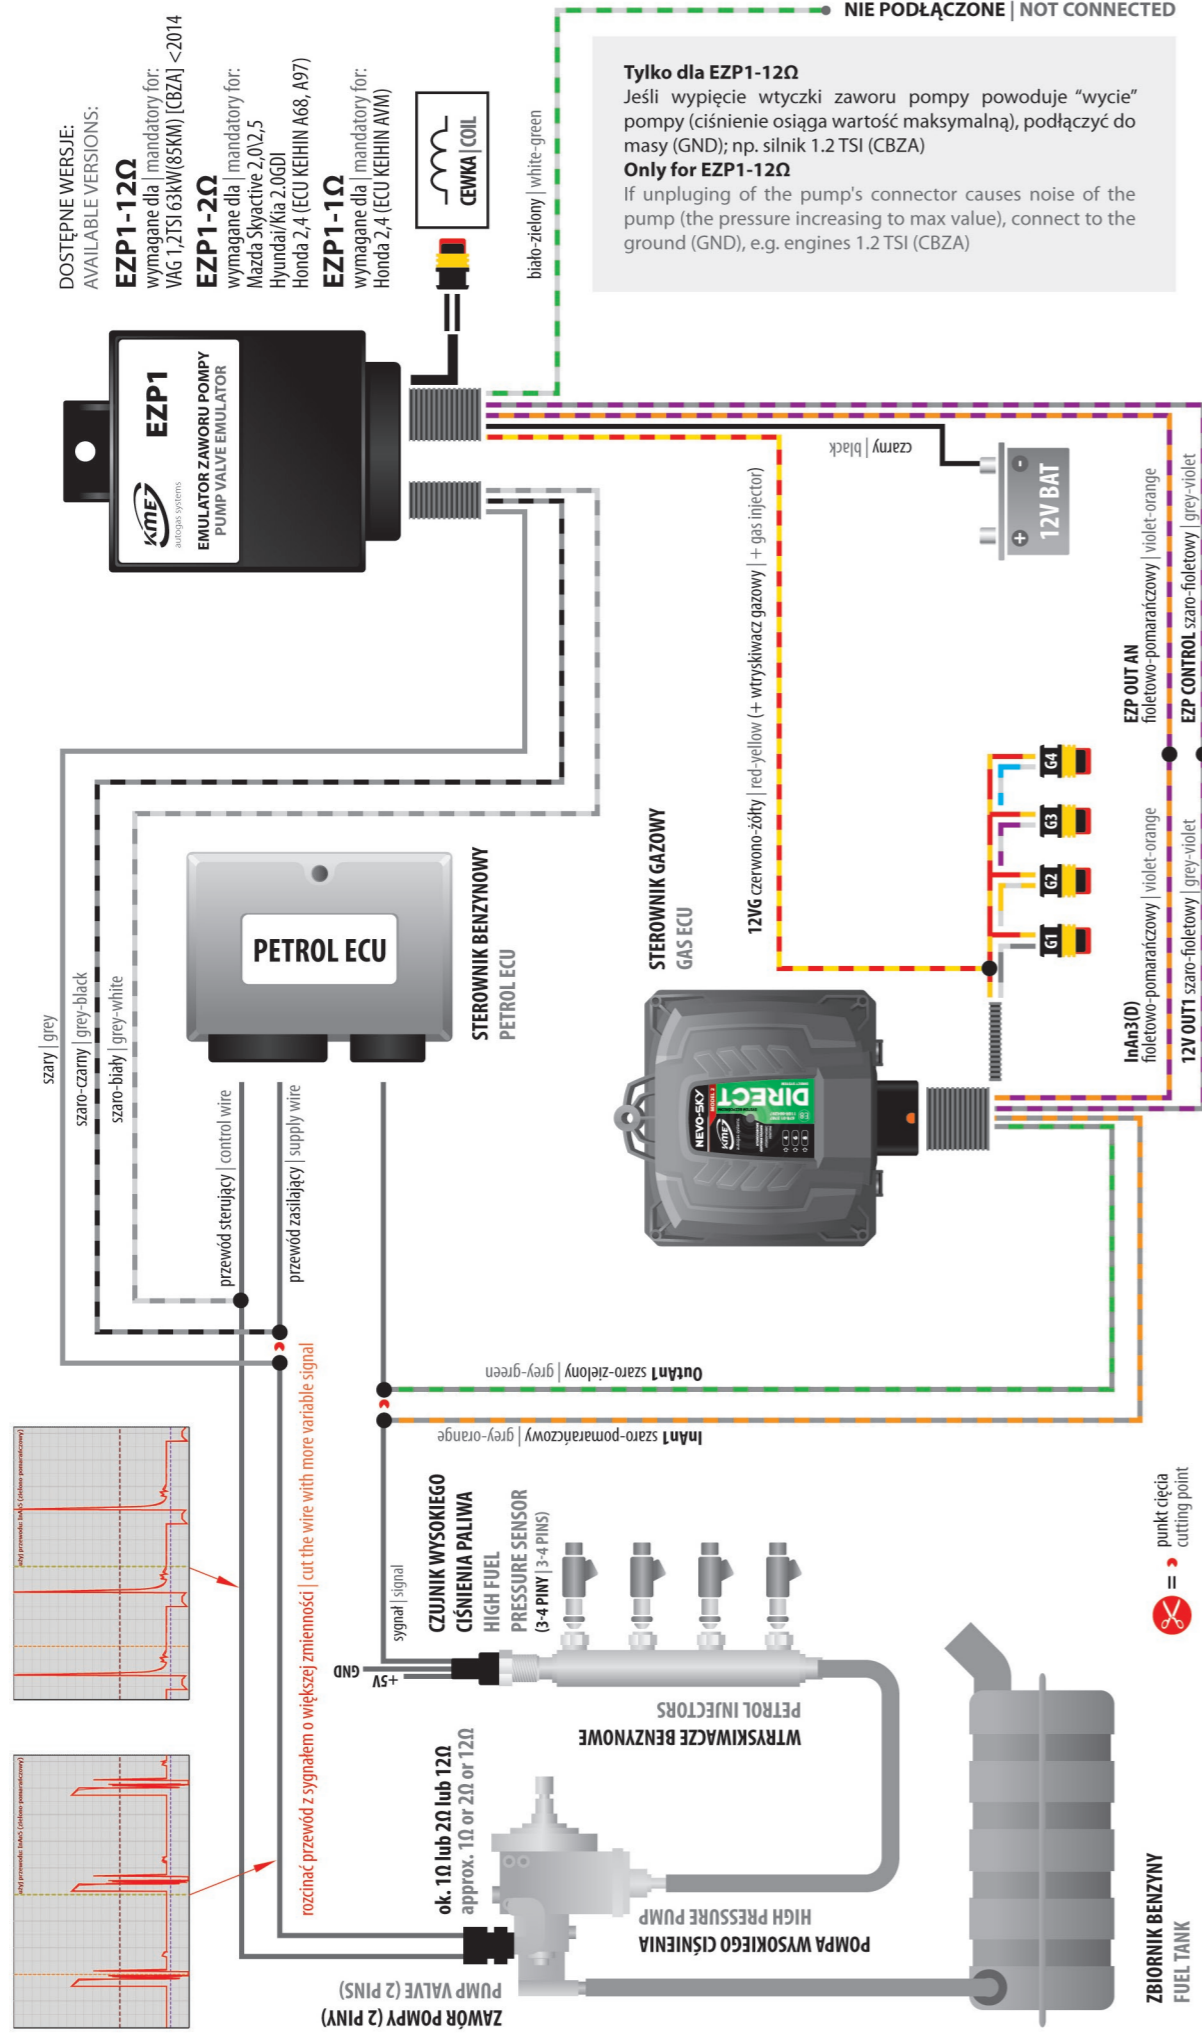 NIE PODŁĄCZONE | NOT CONNECTED
Tylko dla EZP1-12Ω
Jeśli wypięcie wtyczki zaworu pompy powoduje “wycie”
pompy (ciśnienie osiąga wartość maksymalną), podłączyć do
masy (GND); np. silnik 1.2 TSI (CBZA)
Only for EZP1-12Ω
If unpluging of the pump's connector causes noise of the
pump (the pressure increasing to max value), connect to the
ground (GND), e.g. engines 1.2 TSI (CBZA)
DOSTĘPNE WERSJE:
AVAILABLE VERSIONS:
EZP1-12Ω
wymagane dla | mandatory for:
VAG 1,2TSI 63kW(85KM) [CBZA] <2014
EZP1-2Ω
wymagane dla | mandatory for:
Mazda Skyactive 2,0\2,5
Hyundai/Kia 2.0GDI
Honda 2,4 (ECU KEIHIN A68, A97)
EZP1-1Ω
wymagane dla | mandatory for:
Honda 2,4 (ECU KEIHIN AVM)
CEWKA | COIL
biało-zielony | white-green
KME
autogas systems
EZP1
EMULATOR ZAWORU POMPY
PUMP VALVE EMULATOR
czarny | black
12V BAT
+
-
12VG czerwono-żółty | red-yellow (+ wtryskiwacz gazowy | + gas injector)
EZP OUT AN
fioletowo-pomarańczowy | violet-orange
EZP CONTROL szaro-fioletowy | grey-violet
InAn3(D)
fioletowo-pomarańczowy | violet-orange
12V OUT1 szaro-fioletowy | grey-violet
G1
G2
G3
G4
STEROWNIK GAZOWY
GAS ECU
NEVO-SKY
DIRECT
KME
PETROL ECU
STEROWNIK BENZYNOWY
PETROL ECU
szary | grey
szaro-czarny | grey-black
szaro-biały | grey-white
przewód sterujący | control wire
przewód zasilający | supply wire
rozcinać przewód z sygnałem o większej zmienności | cut the wire with more variable signal
OutAn1 szaro-zielony | grey-green
InAn1 szaro-pomarańczowy | grey-orange
sygnał | signal
GND
+5V
CZUJNIK WYSOKIEGO
CIŚNIENIA PALIWA
HIGH FUEL
PRESSURE SENSOR
(3-4 PINY | 3-4 PINS)
WTRYSKIWACZE BENZYNOWE
PETROL INJECTORS
ok. 1Ω lub 2Ω lub 12Ω
approx. 1Ω or 2Ω or 12Ω
POMPA WYSOKIEGO CIŚNIENIA
HIGH PRESSURE PUMP
ZAWÓR POMPY (2 PINY)
PUMP VALVE (2 PINS)
ZBIORNIK BENZYNY
FUEL TANK
= punkt cięcia
cutting point